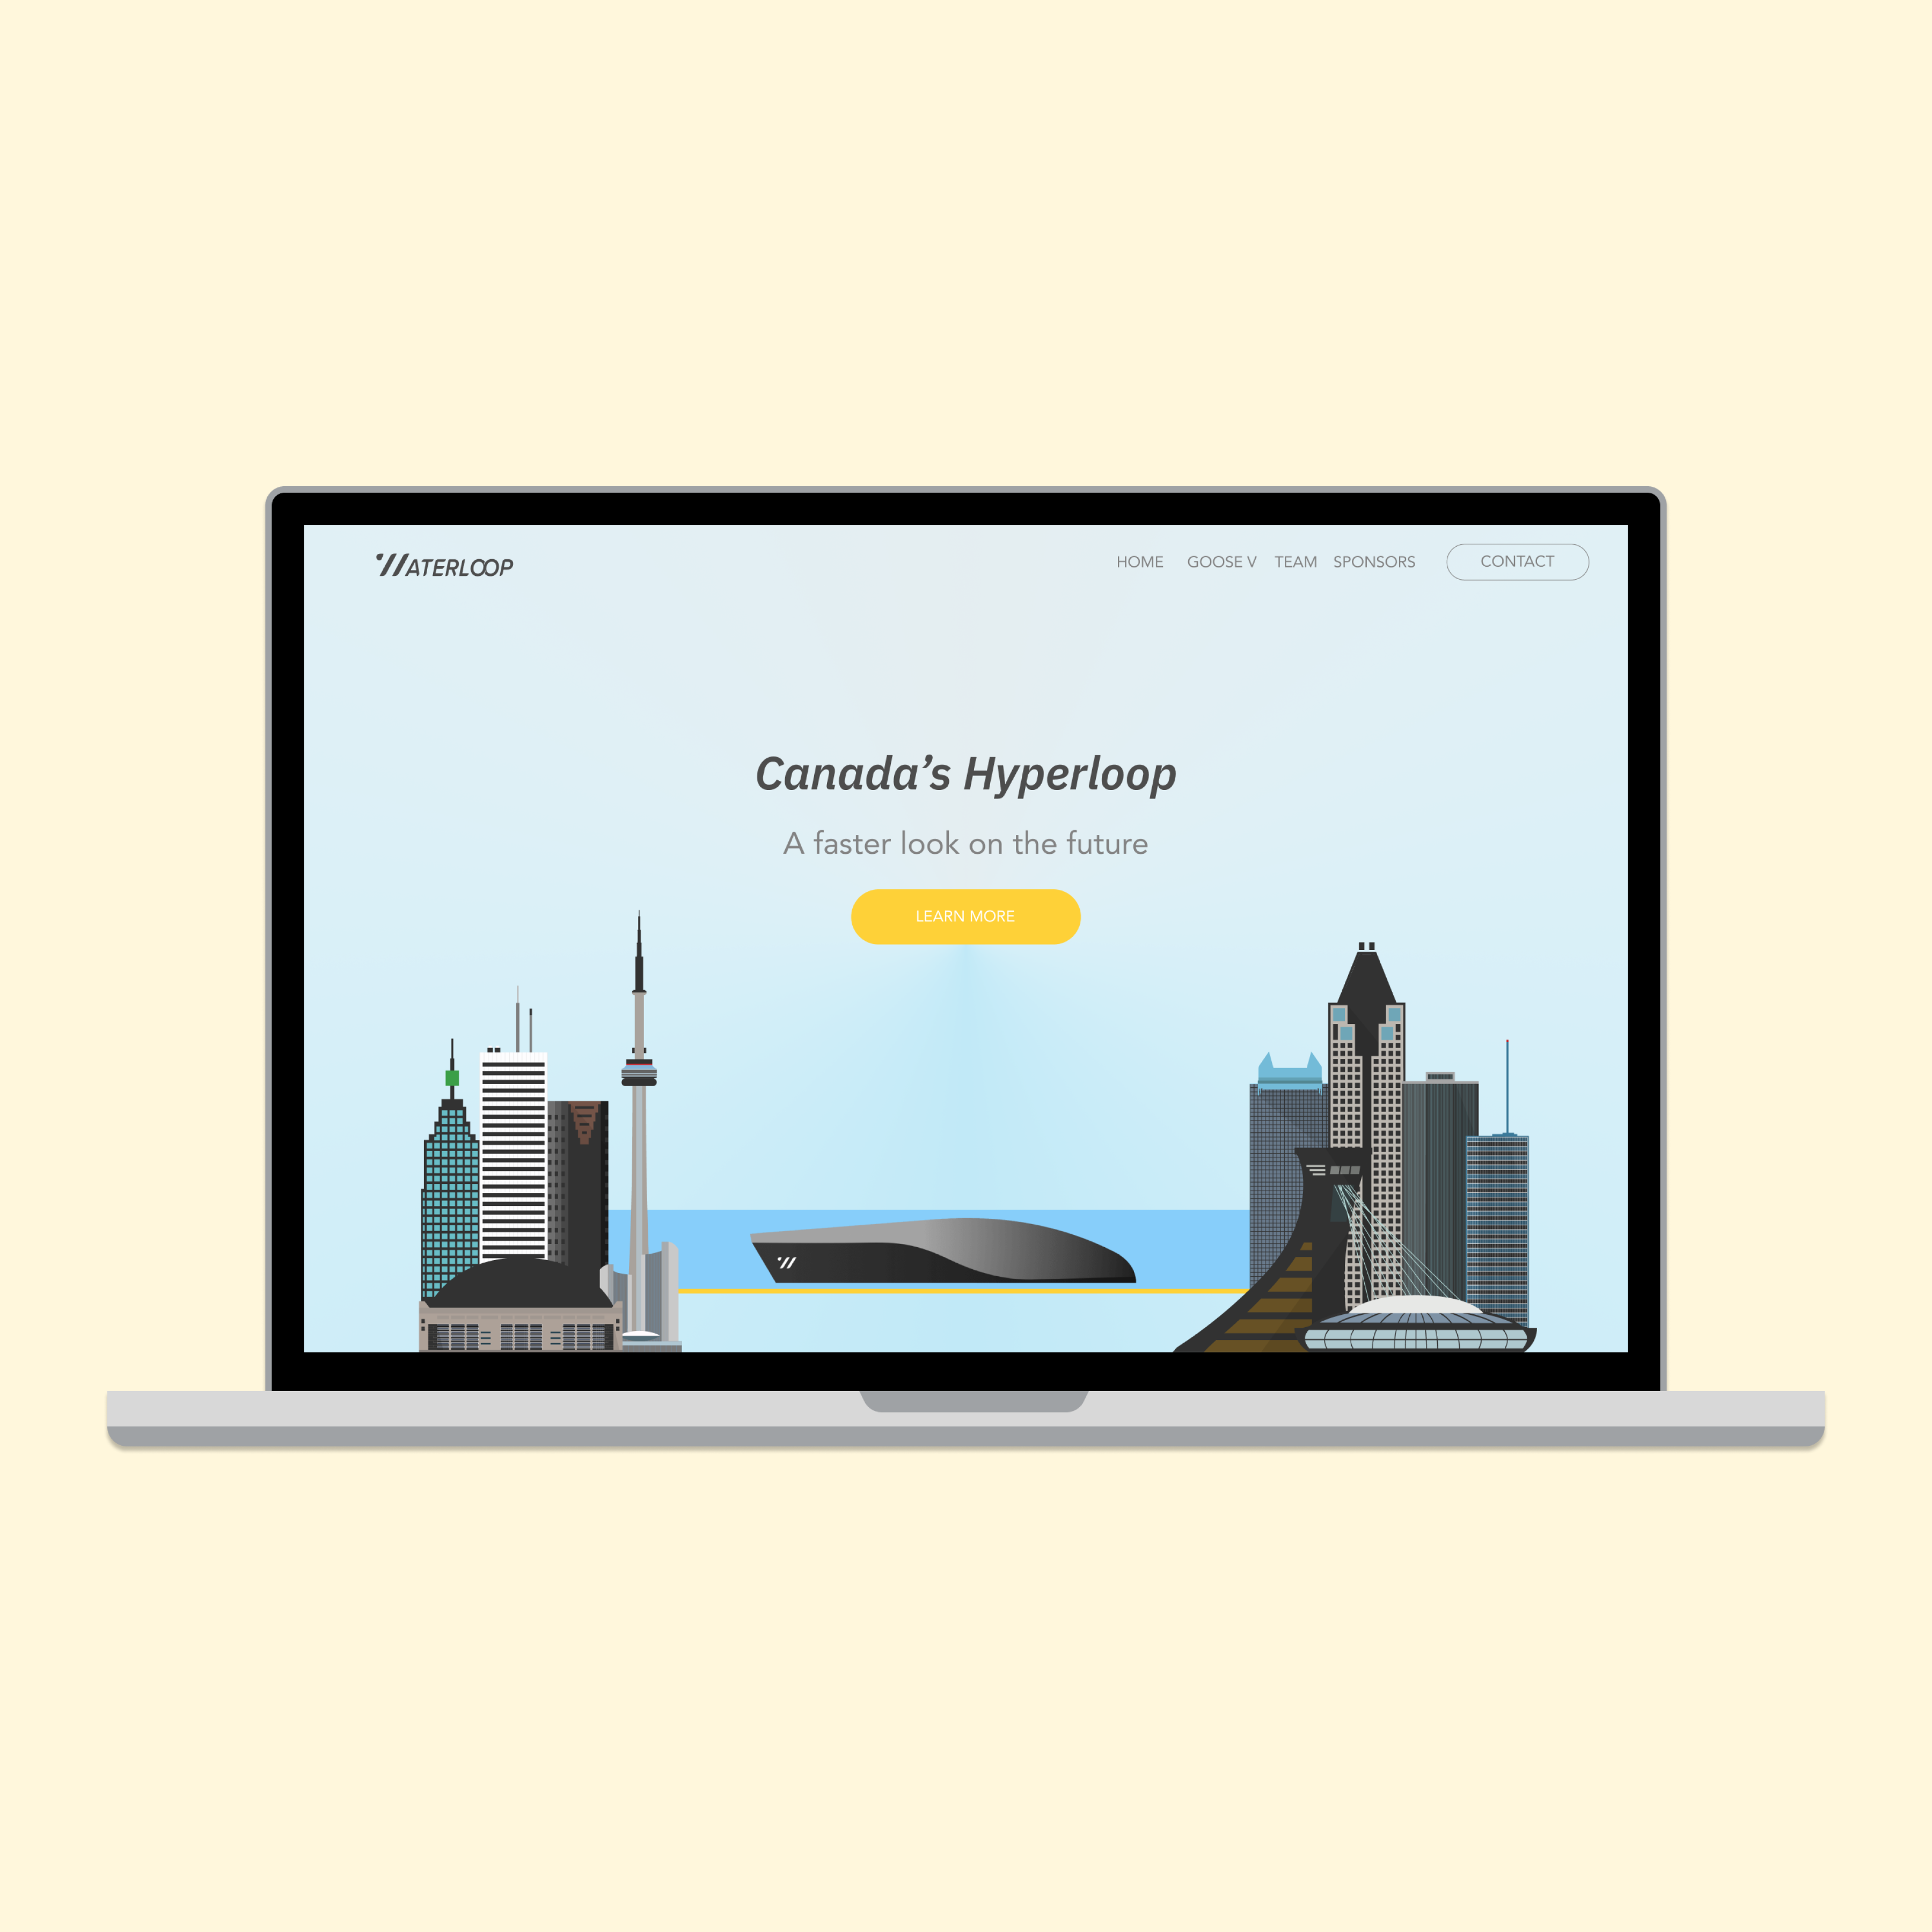 WATERLOOP
HOME GOOSE V TEAM SPONSORS CONTACT
Canada’s Hyperloop
A faster look on the future
LEARN MORE